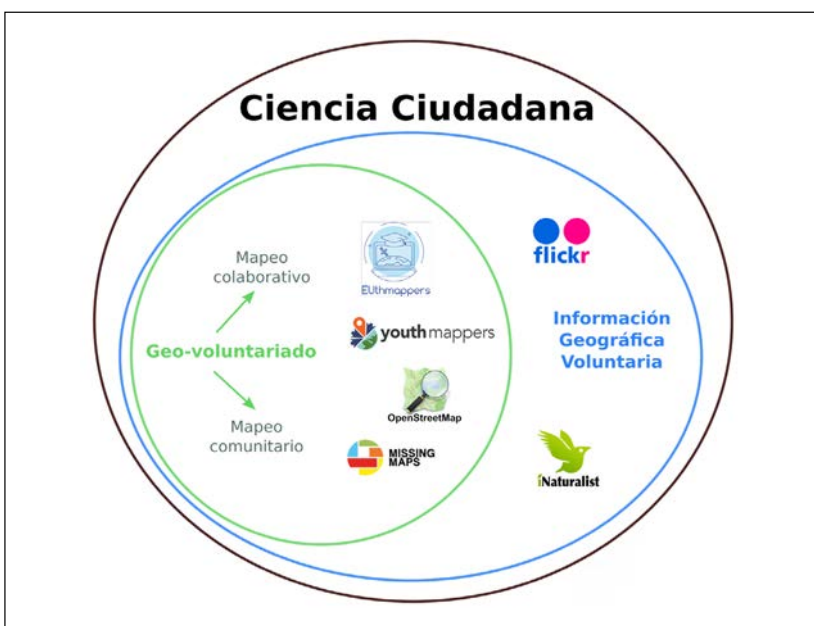 Ciencia Ciudadana
Mapeo
colaborativo
Geo-voluntariado
Mapeo
comunitario
EUthmappers
youthmappers
OpenStreetMap
MISSING
MAPS
flickr
Información
Geográfica
Voluntaria
iNaturalist